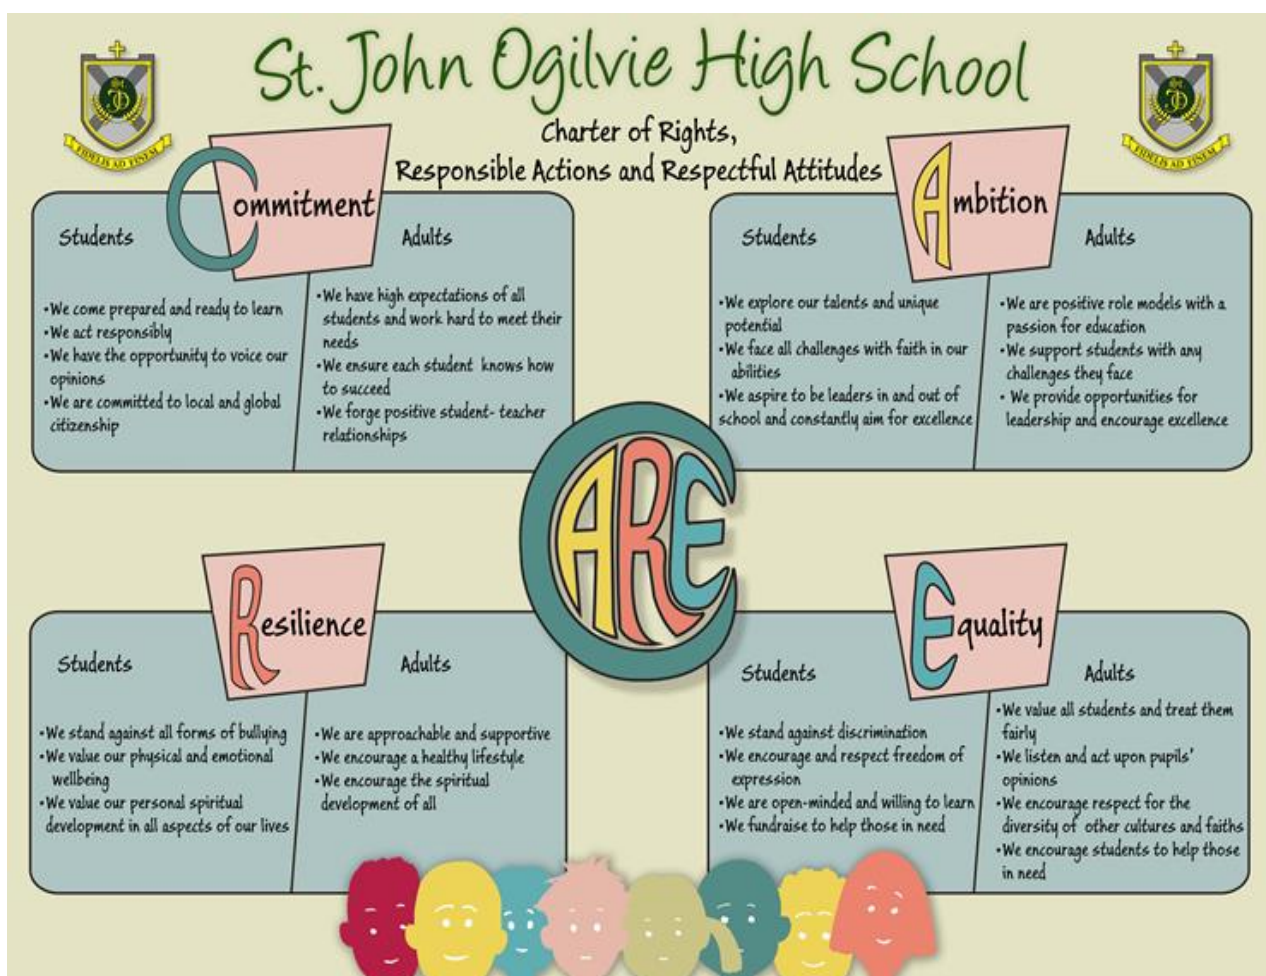 St. John Ogilvie High School
Charter of Rights,
Responsible Actions and Respectful Attitudes
FIDELIS AD FINEM
FIDELIS AD FINEM
Commitment
Students
•We come prepared and ready to learn
•We act responsibly
•We have the opportunity to voice our
opinions
•We are committed to local and global
citizenship
Adults
•We have high expectations of all
students and work hard to meet their
needs
•We ensure each student knows how
to succeed
•We forge positive student- teacher
relationships
Ambition
Students
•We explore our talents and unique
potential
•We face all challenges with faith in our
abilities
•We aspire to be leaders in and out of
school and constantly aim for excellence
Adults
•We are positive role models with a
passion for education
•We support students with any
challenges they face
• We provide opportunities for
leadership and encourage excellence
CARE
Resilience
Students
•We stand against all forms of bullying
•We value our physical and emotional
wellbeing
•We value our personal spiritual
development in all aspects of our lives
Adults
•We are approachable and supportive
•We encourage a healthy lifestyle
•We encourage the spiritual
development of all
Equality
Students
•We stand against discrimination
•We encourage and respect freedom of
expression
•We are open-minded and willing to learn
•We fundraise to help those in need
Adults
•We value all students and treat them
fairly
•We listen and act upon pupils'
opinions
•We encourage respect for the
diversity of other cultures and faiths
•We encourage students to help those
in need